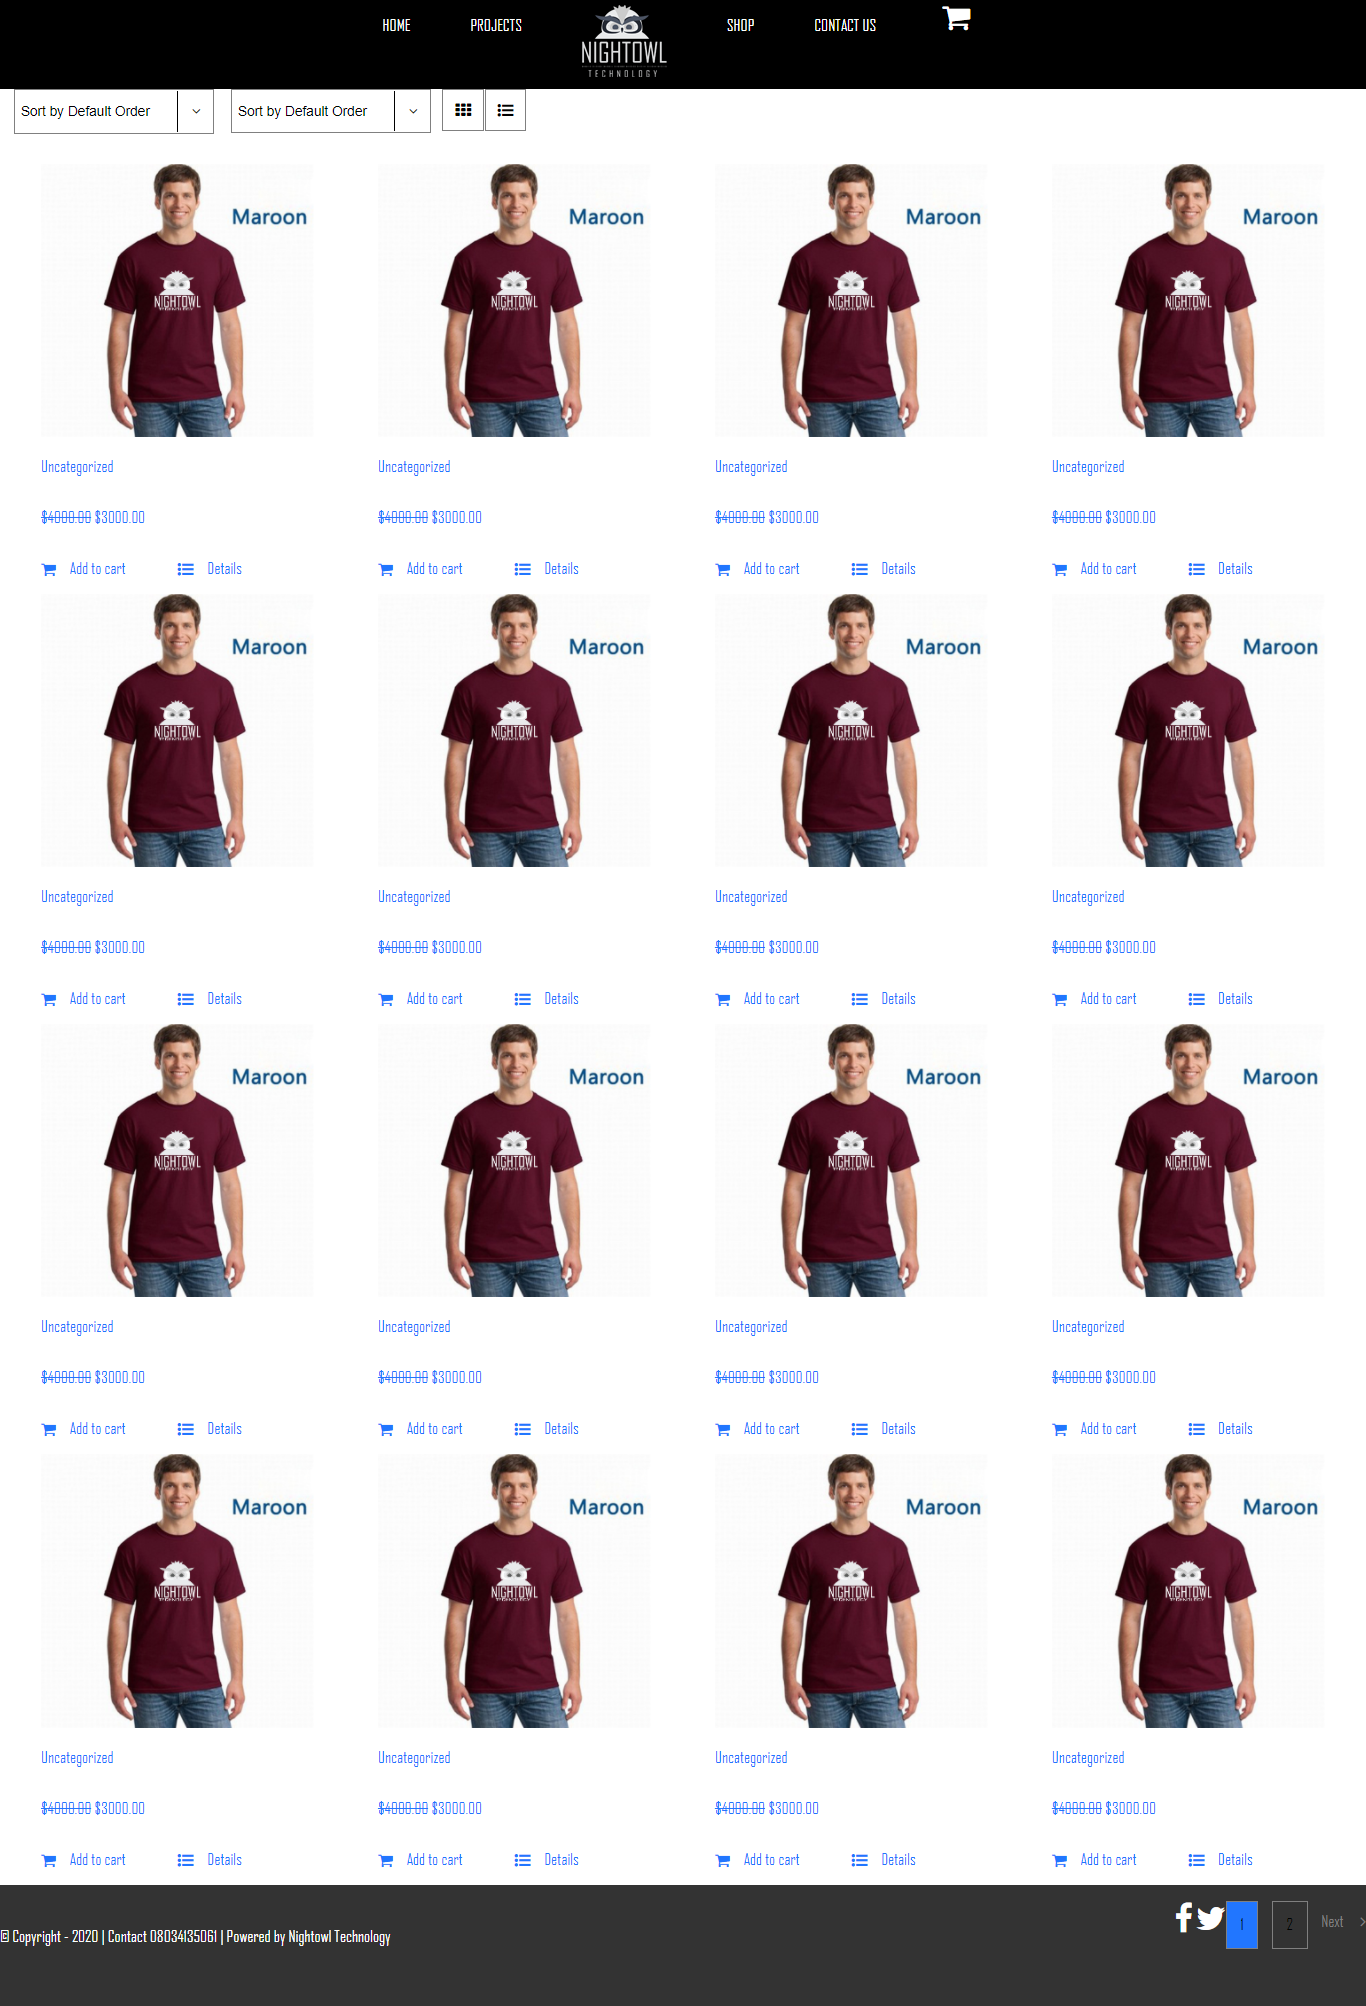 HOME PROJECTS NIGHTOWL SHOP CONTACT US
TECHNOLOGY
Sort by Default Order Sort by Default Order
Maroon Maroon Maroon Maroon
NIGHTOWL NIGHTOWL NIGHTOWL NIGHTOWL
Uncategorized Uncategorized Uncategorized Uncategorized
$4000.00 $3000.00 $4000.00 $3000.00 $4000.00 $3000.00 $4000.00 $3000.00
Add to cart Details Add to cart Details Add to cart Details Add to cart Details
Maroon Maroon Maroon Maroon
NIGHTOWL NIGHTOWL NIGHTOWL NIGHTOWL
Uncategorized Uncategorized Uncategorized Uncategorized
$4000.00 $3000.00 $4000.00 $3000.00 $4000.00 $3000.00 $4000.00 $3000.00
Add to cart Details Add to cart Details Add to cart Details Add to cart Details
Maroon Maroon Maroon Maroon
NIGHTOWL NIGHTOWL NIGHTOWL NIGHTOWL
Uncategorized Uncategorized Uncategorized Uncategorized
$4000.00 $3000.00 $4000.00 $3000.00 $4000.00 $3000.00 $4000.00 $3000.00
Add to cart Details Add to cart Details Add to cart Details Add to cart Details
Maroon Maroon Maroon Maroon
NIGHTOWL NIGHTOWL NIGHTOWL NIGHTOWL
Uncategorized Uncategorized Uncategorized Uncategorized
$4000.00 $3000.00 $4000.00 $3000.00 $4000.00 $3000.00 $4000.00 $3000.00
Add to cart Details Add to cart Details Add to cart Details Add to cart Details
1 2 Next >
© Copyright - 2020 | Contact 08034135061 | Powered by Nightowl Technology